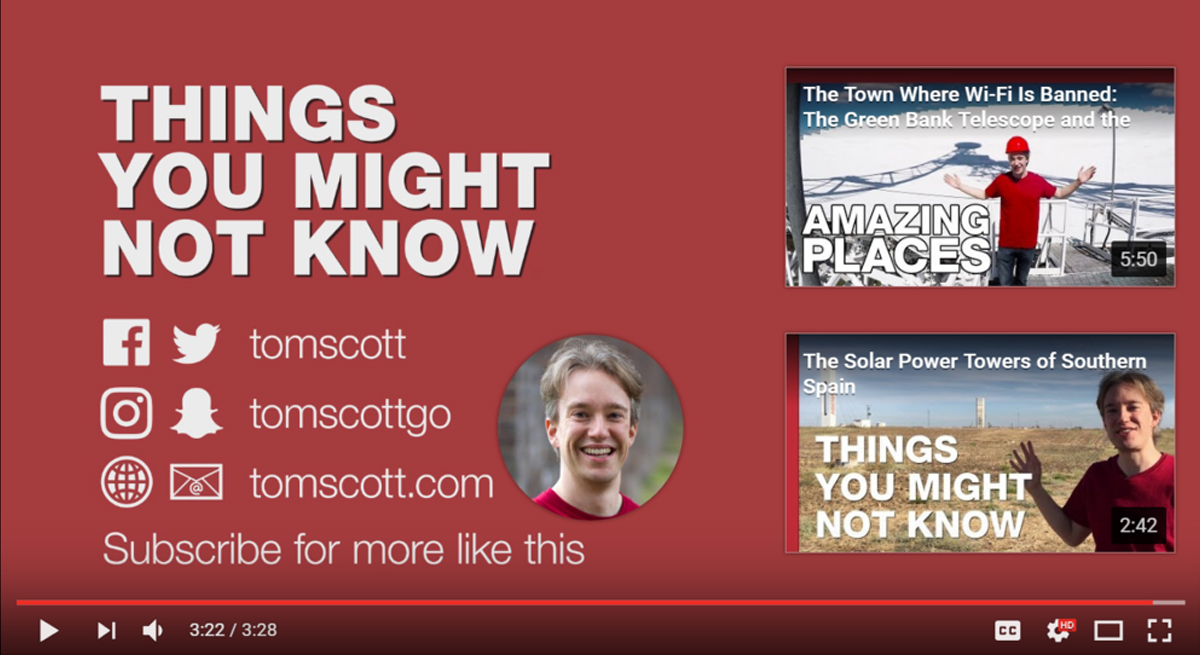 THINGS
YOU MIGHT
NOT KNOW
tomscott
tomscottgo
tomscott.com
Subscribe for more like this
The Town Where Wi-Fi Is Banned:
The Green Bank Telescope and the
AMAZING
PLACES
5:50
The Solar Power Towers of Southern
Spain
THINGS
YOU MIGHT
NOT KNOW
2:42
3:22 / 3:28
CC
HD